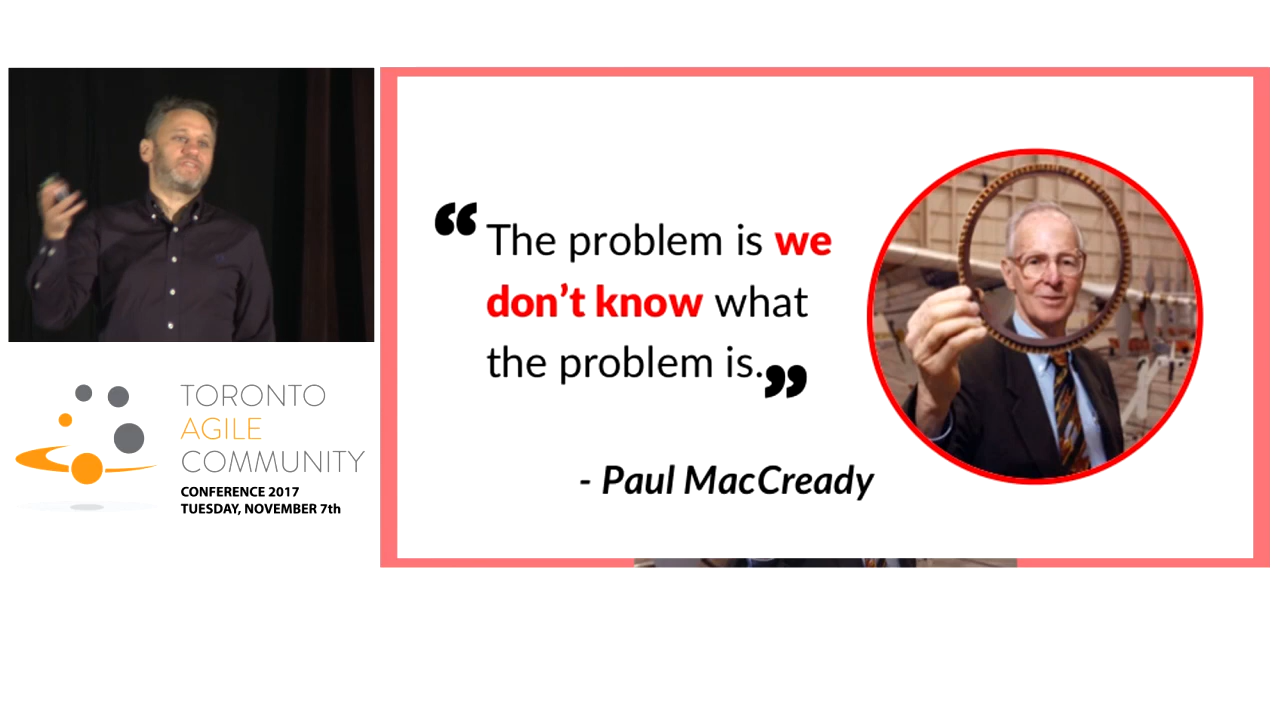 “The problem is we
don’t know what
the problem is.”
- Paul MacCready
TORONTO
AGILE
COMMUNITY
CONFERENCE 2017
TUESDAY, NOVEMBER 7th